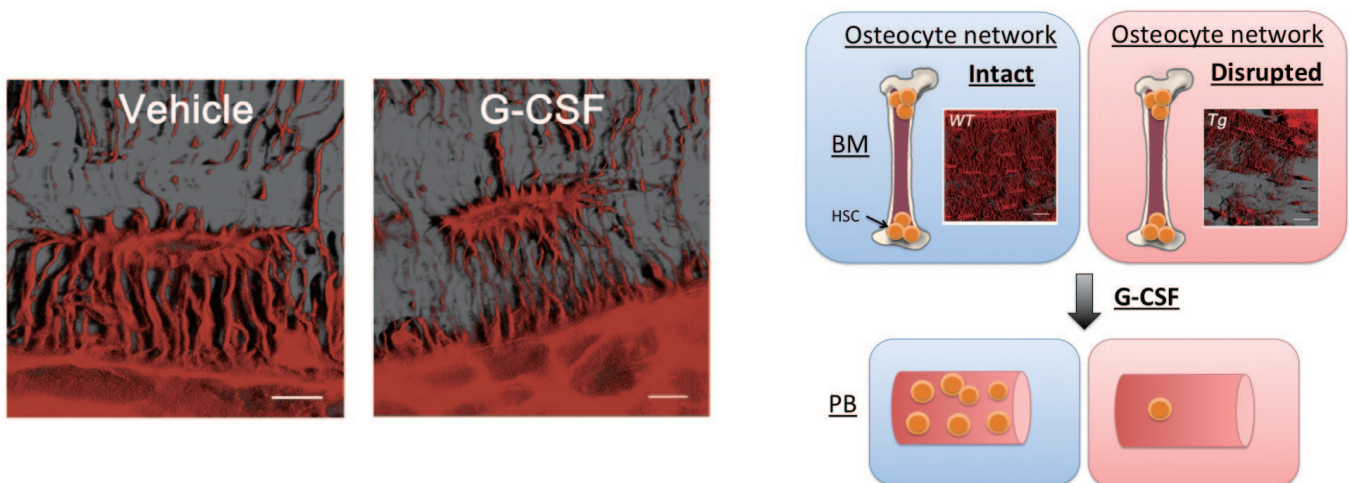 Vehicle
G-CSF
Osteocyte network
Intact
Osteocyte network
Disrupted
WT
Tg
BM
HSC
G-CSF
PB